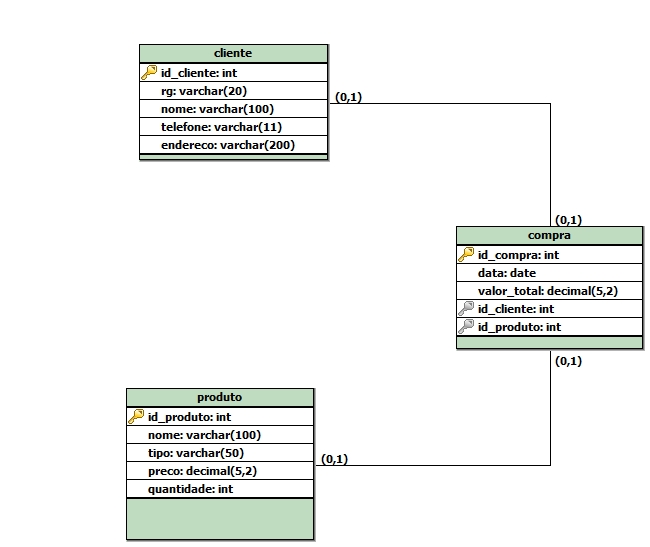 cliente
id_cliente: int
rg: varchar(20)
nome: varchar(100)
telefone: varchar(11)
endereco: varchar(200)
(0,1)
(0,1)
compra
id_compra: int
data: date
valor_total: decimal(5,2)
id_cliente: int
id_produto: int
(0,1)
produto
id_produto: int
nome: varchar(100)
tipo: varchar(50)
preco: decimal(5,2)
quantidade: int
(0,1)